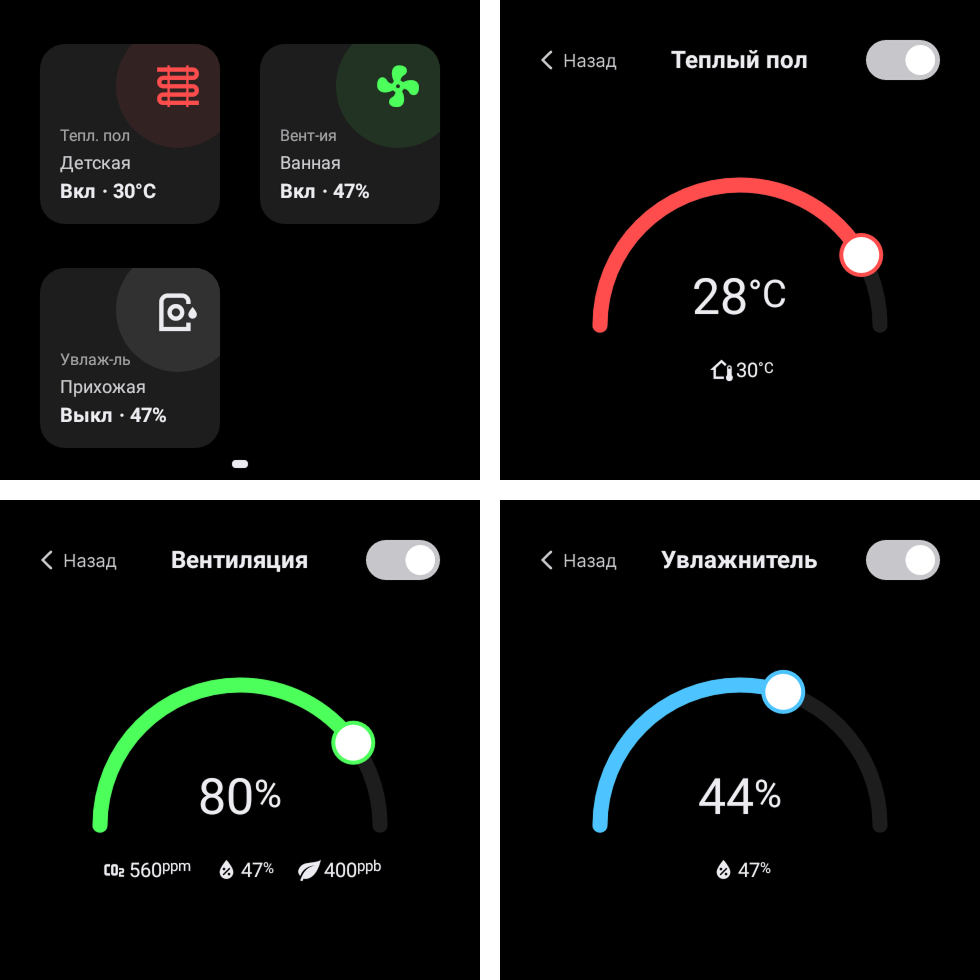 Тепл. пол
Детская
Вкл · 30°C
Вент-ия
Ванная
Вкл · 47%
Увлаж-ль
Прихожая
Выкл · 47%
Назад
Теплый пол
28°C
30°C
Назад
Вентиляция
80%
CO₂ 560ppm 47% 400ppb
Назад
Увлажнитель
44%
47%